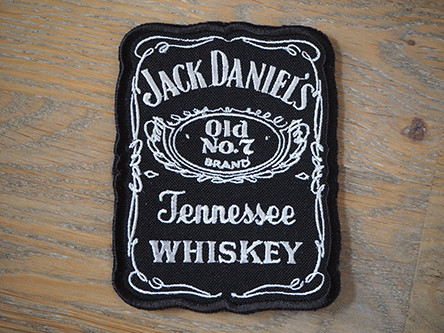 JACK DANIEL'S
Old
No.7
BRAND
Tennessee
WHISKEY